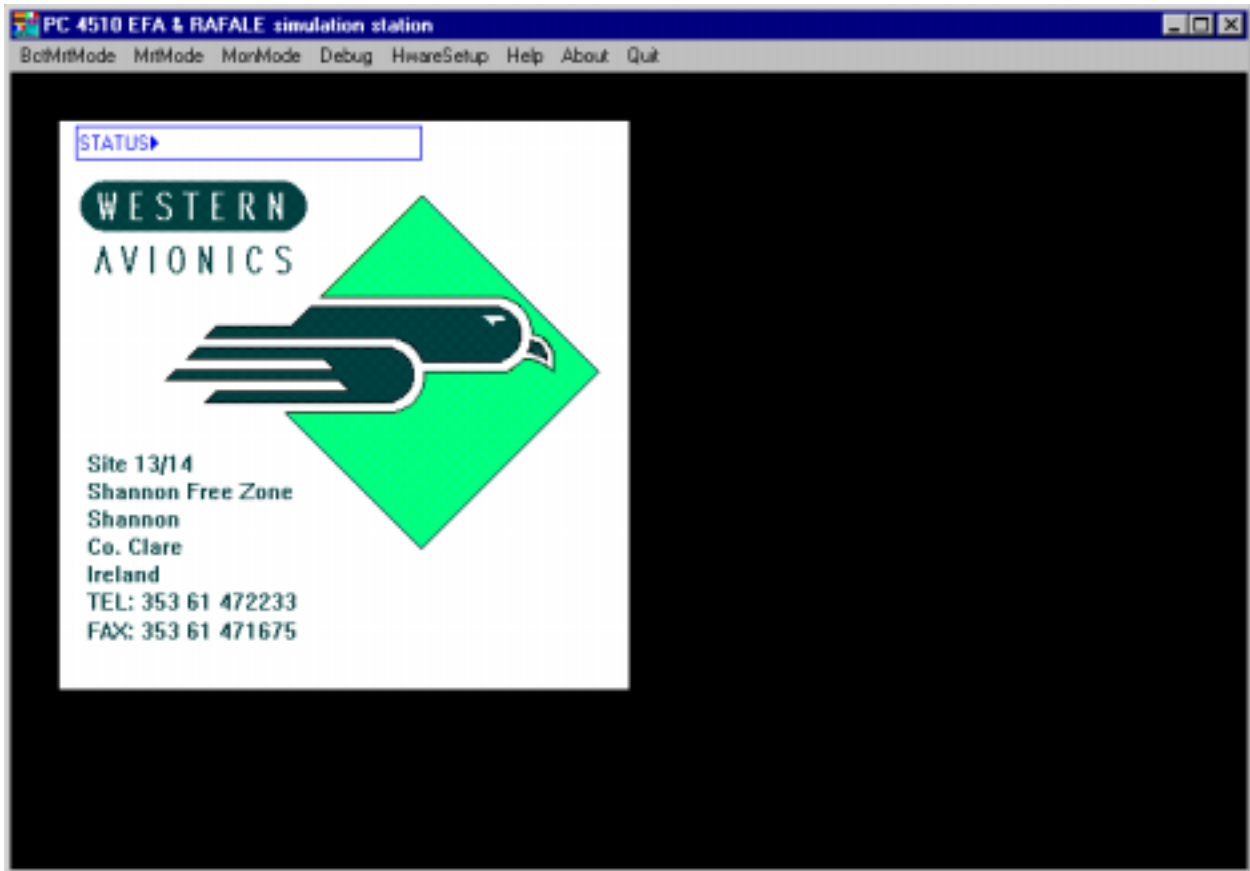 PC 4510 EFA & RAFALE simulation station
BctMrtMode MrtMode MonMode Debug HwareSetup Help About Quit
STATUS
WESTERN
AVIONICS
Site 13/14
Shannon Free Zone
Shannon
Co. Clare
Ireland
TEL: 353 61 472233
FAX: 353 61 471675